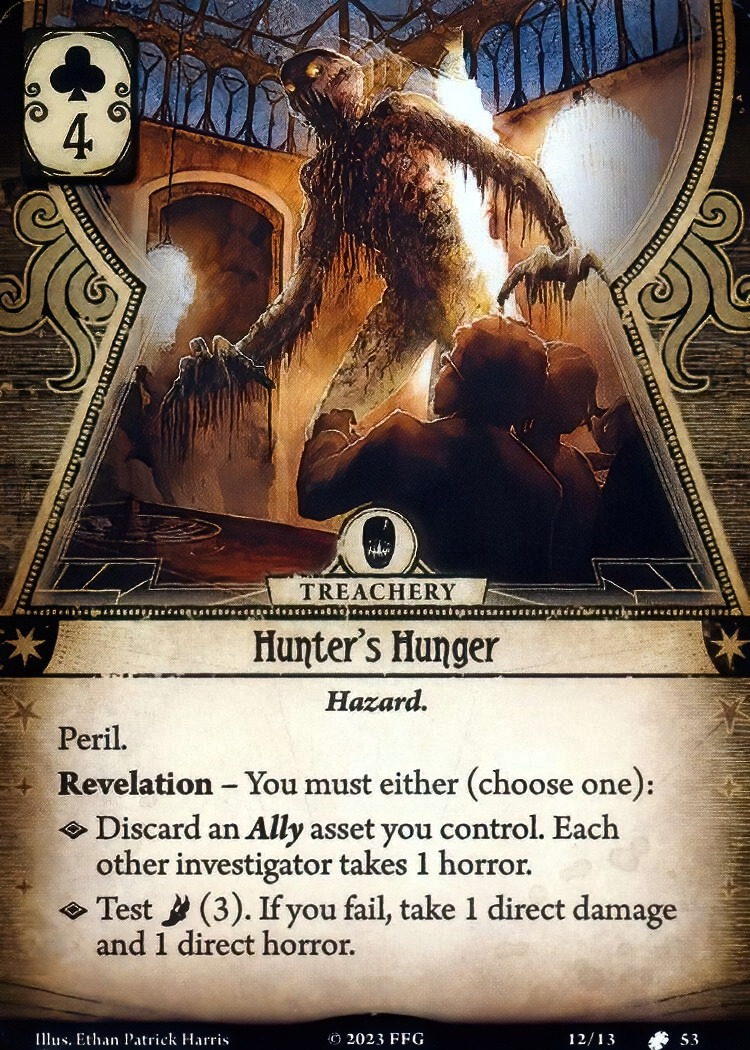 4
TREACHERY
Hunter's Hunger
Hazard.
Peril.
Revelation – You must either (choose one):
Discard an Ally asset you control. Each
other investigator takes 1 horror.
Test (3). If you fail, take 1 direct damage
and 1 direct horror.
Illus. Ethan Patrick Harris © 2023 FFG 12/13 53